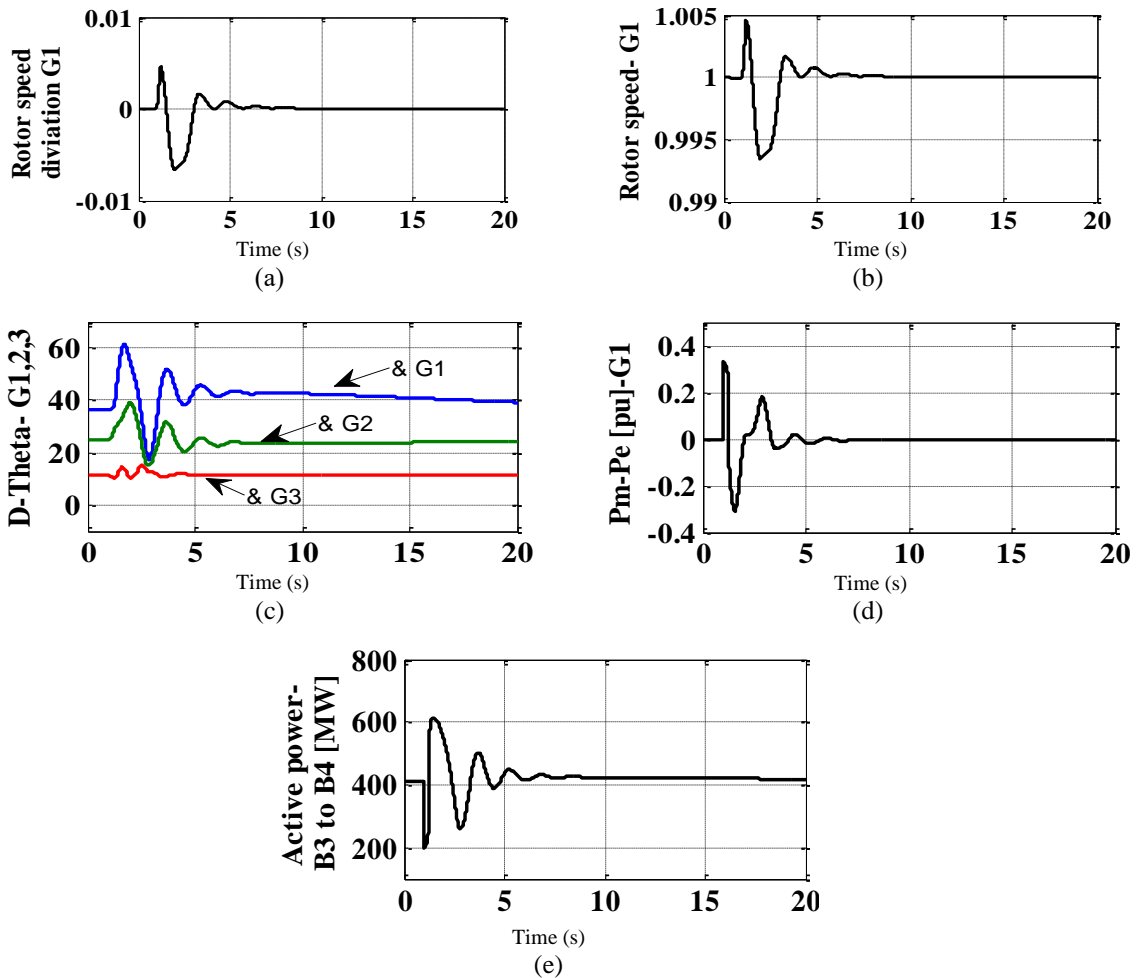 Rotor speed
diviation G1
0.01
0
-0.01
0 5 10 15 20
Time (s)
(a)
Rotor speed- G1
1.005
1
0.995
0.99
0 5 10 15 20
Time (s)
(b)
D-Theta- G1,2,3
60
40
20
0
& G1
& G2
& G3
0 5 10 15 20
Time (s)
(c)
Pm-Pe [pu]-G1
0.4
0.2
0
-0.2
-0.4
0 5 10 15 20
Time (s)
(d)
Active power-
B3 to B4 [MW]
800
600
400
200
0 5 10 15 20
Time (s)
(e)